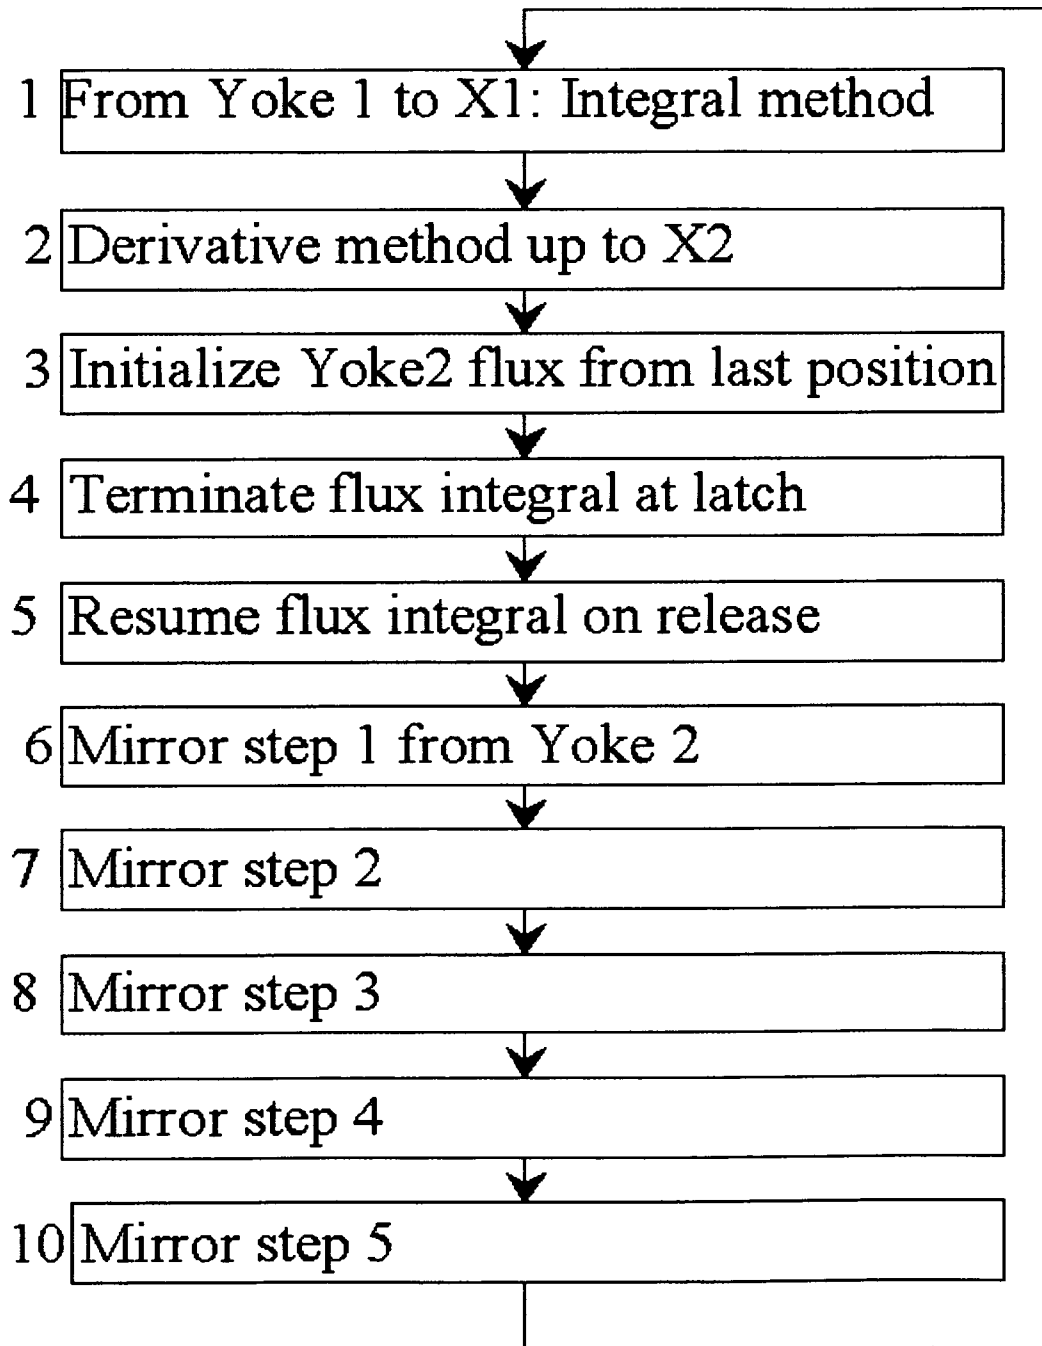 1 From Yoke 1 to X1: Integral method
2 Derivative method up to X2
3 Initialize Yoke2 flux from last position
4 Terminate flux integral at latch
5 Resume flux integral on release
6 Mirror step 1 from Yoke 2
7 Mirror step 2
8 Mirror step 3
9 Mirror step 4
10 Mirror step 5